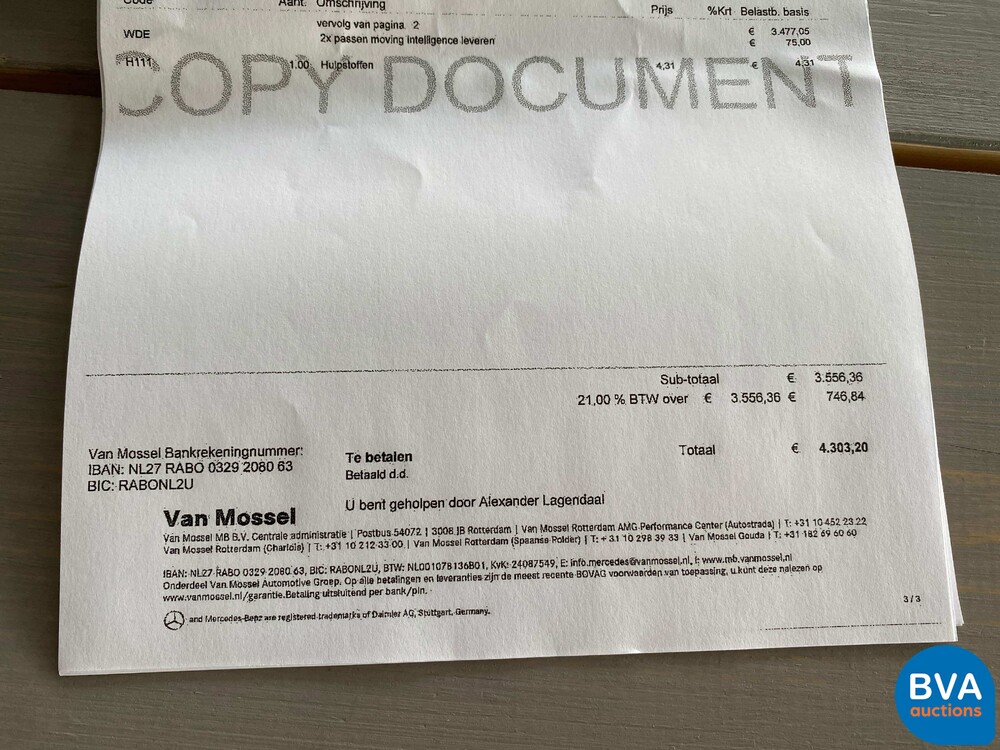 Code Aant. Omschrijving Prijs %Krt Belastb. basis
vervolg van pagina 2 € 3.477,05
WDE 2x passen moving intelligence leveren € 75,00
H111 1.00 Hulpstoffen 4,31 € 4,31
COPY DOCUMENT
Sub-totaal € 3.556,36
21,00 % BTW over € 3.556,36 € 746,84
Van Mossel Bankrekeningnummer:
IBAN: NL27 RABO 0329 2080 63
BIC: RABONL2U
Te betalen
Betaald d.d.
Totaal € 4.303,20
U bent geholpen door Alexander Lagendaal
Van Mossel
Van Mossel MB B.V. Centrale administratie | Postbus 54072 | 3008 JB Rotterdam | Van Mossel Rotterdam AMG Performance Center (Autostrada) | T: +31 10 452 23 22
Van Mossel Rotterdam (Charlois) | T: +31 10 212 33 00 | Van Mossel Rotterdam (Spaanse Polder) | T: + 31 10 298 39 33 | Van Mossel Gouda | T: +31 182 69 60 60
IBAN: NL27 RABO 0329 2080 63, BIC: RABONL2U, BTW: NL001078136B01, KvK: 24087549, E: info.mercedes@vanmossel.nl, I: www.mb.vanmossel.nl
Onderdeel Van Mossel Automotive Groep. Op alle betalingen en leveranties zijn de meest recente BOVAG voorwaarden van toepassing, u kunt deze nalezen op
www.vanmossel.nl/garantie.Betaling uitsluitend per bank/pin.
and Mercedes-Benz are registered trademarks of Daimler AG, Stuttgart, Germany.
3 / 3
BVA
auctions